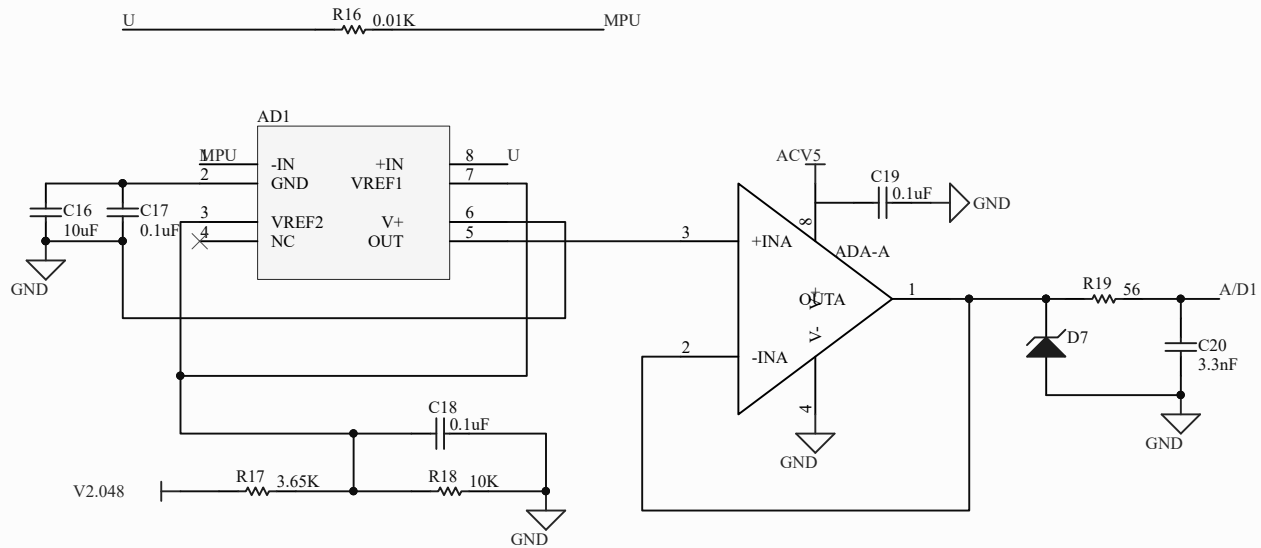 U
R16
0.01K
MPU
AD1
1
MPU
-IN
+IN
8
U
2
GND
VREF1
7
3
VREF2
V+
6
4
NC
OUT
5
C16
10uF
C17
0.1uF
GND
ACV5
C19
0.1uF
GND
8
3
+INA
ADA-A
OUTA
V+
1
V-
2
-INA
4
GND
R19
56
A/D1
D7
C20
3.3nF
GND
C18
0.1uF
V2.048
R17
3.65K
R18
10K
GND